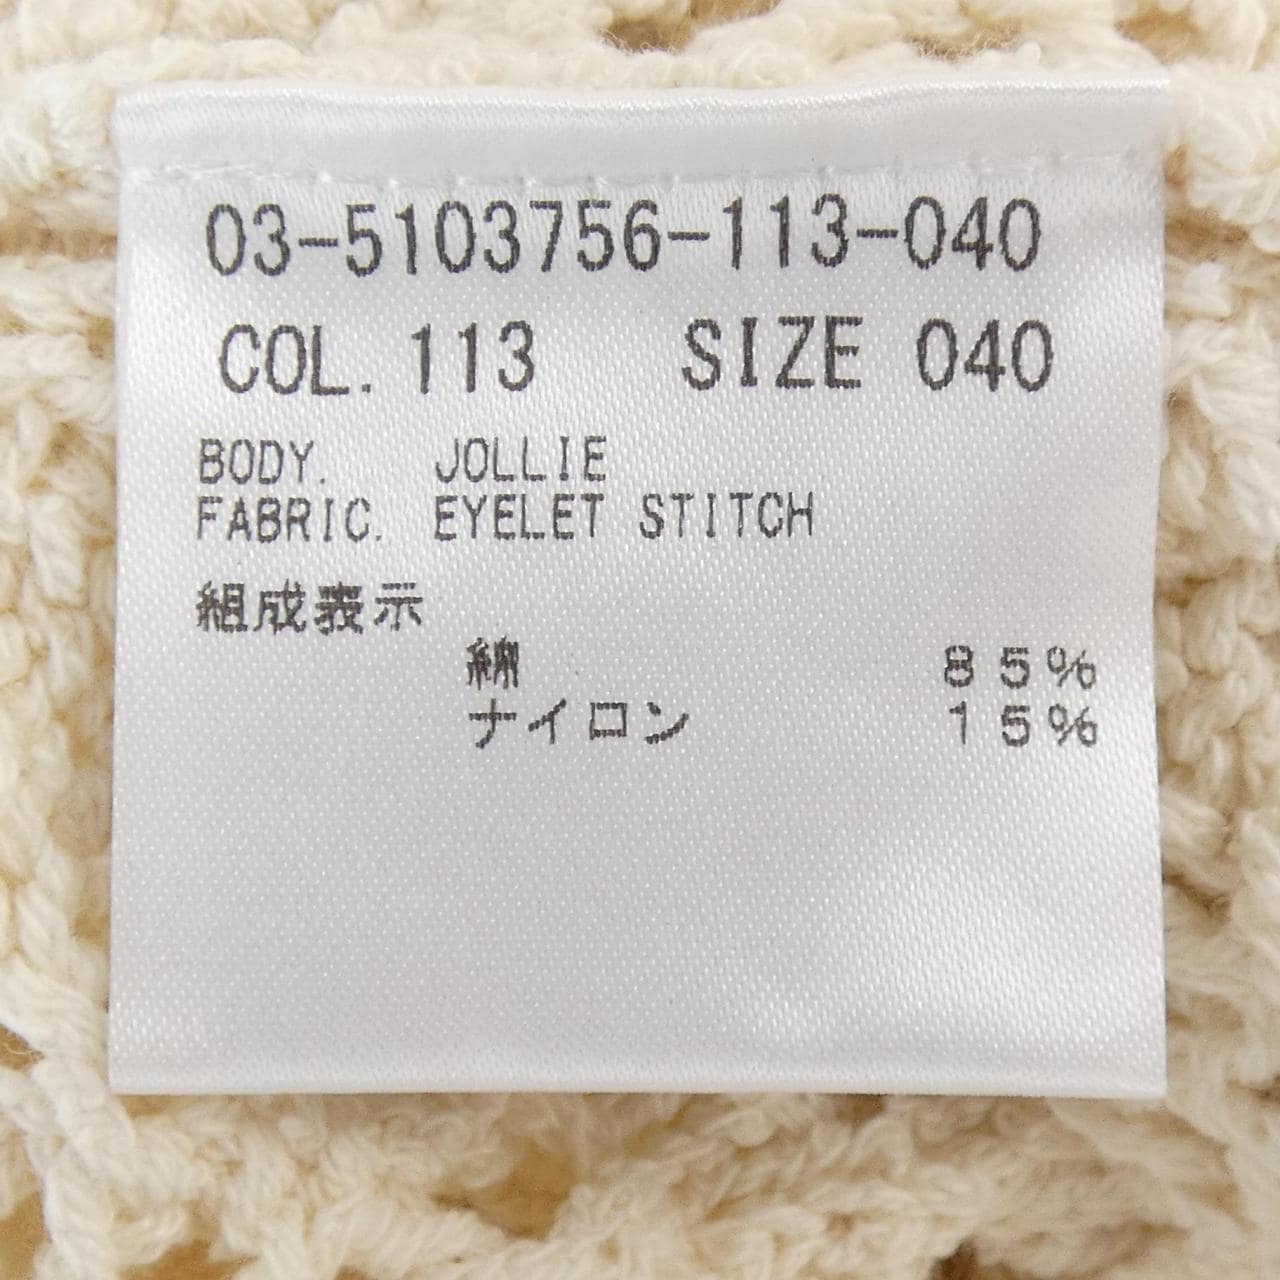 03-5103756-113-040
COL. 113 SIZE 040
BODY. JOLLIE
FABRIC. EYELET STITCH
組成表示
綿 85%
ナイロン 15%